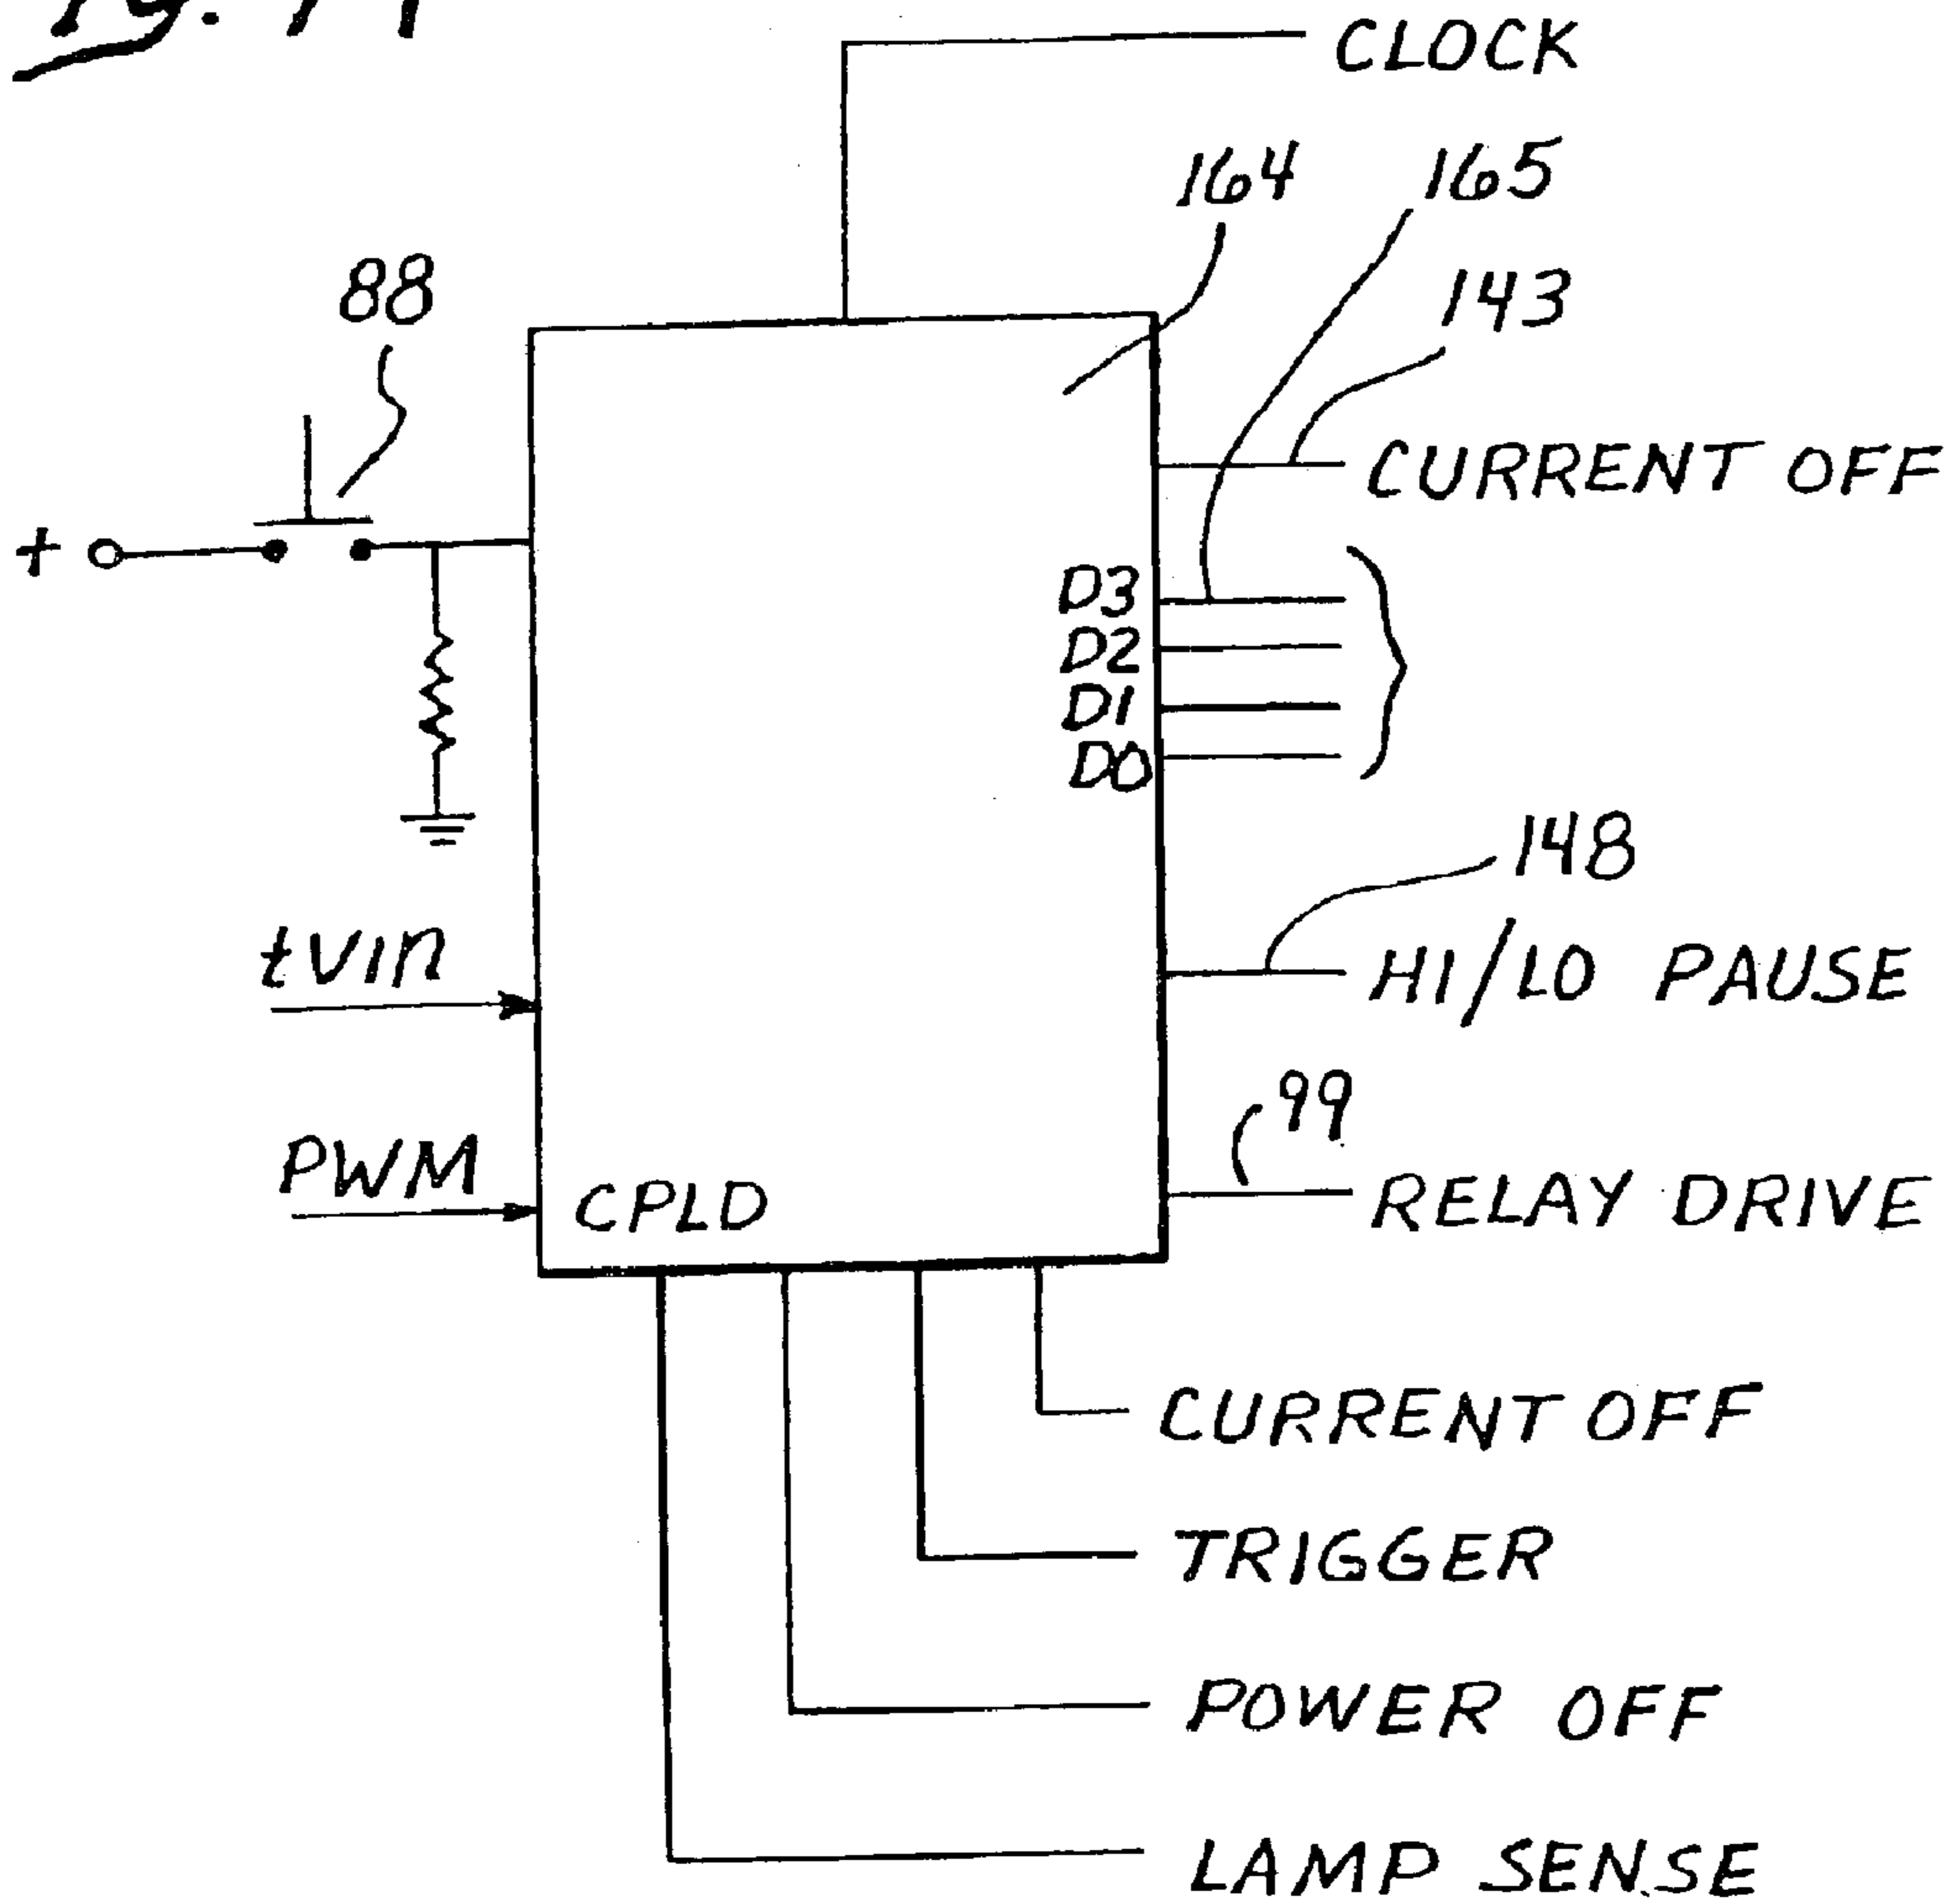 CLOCK
164
165
143
88
CURRENT OFF
+
D3
D2
D1
D0
148
tVIn
HI/LO PAUSE
99
PWM
CPLD
RELAY DRIVE
CURRENT OFF
TRIGGER
POWER OFF
LAMP SENSE